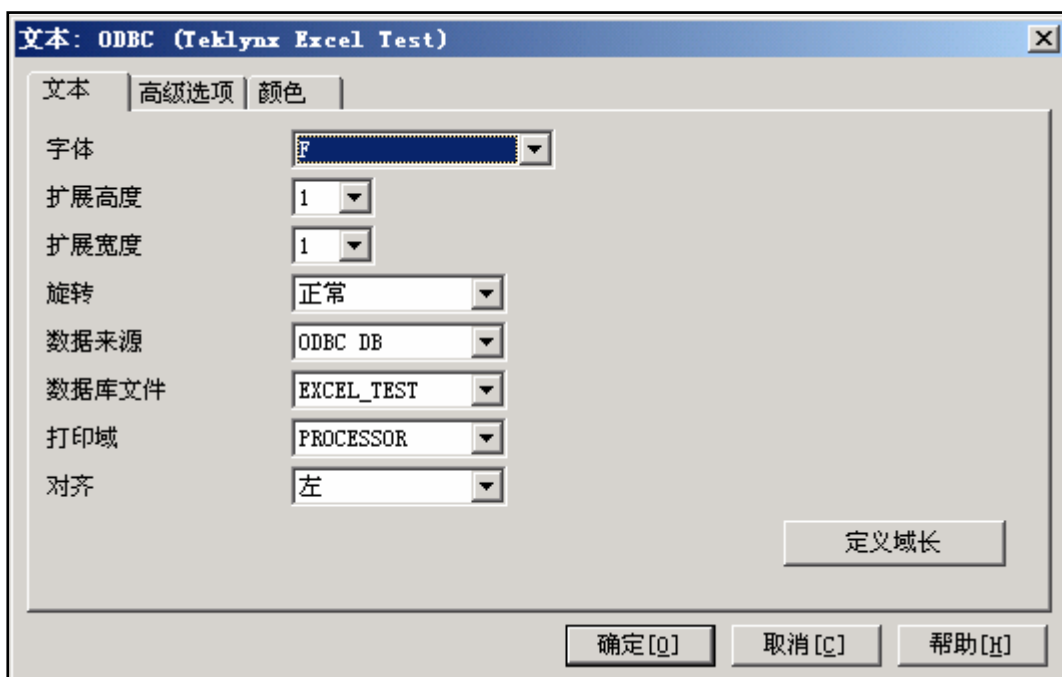 文本: ODBC (Teklynx Excel Test)
文本 高级选项 颜色
字体 F
扩展高度 1
扩展宽度 1
旋转 正常
数据来源 ODBC DB
数据库文件 EXCEL_TEST
打印域 PROCESSOR
对齐 左
定义域长
确定[O] 取消[C] 帮助[H]